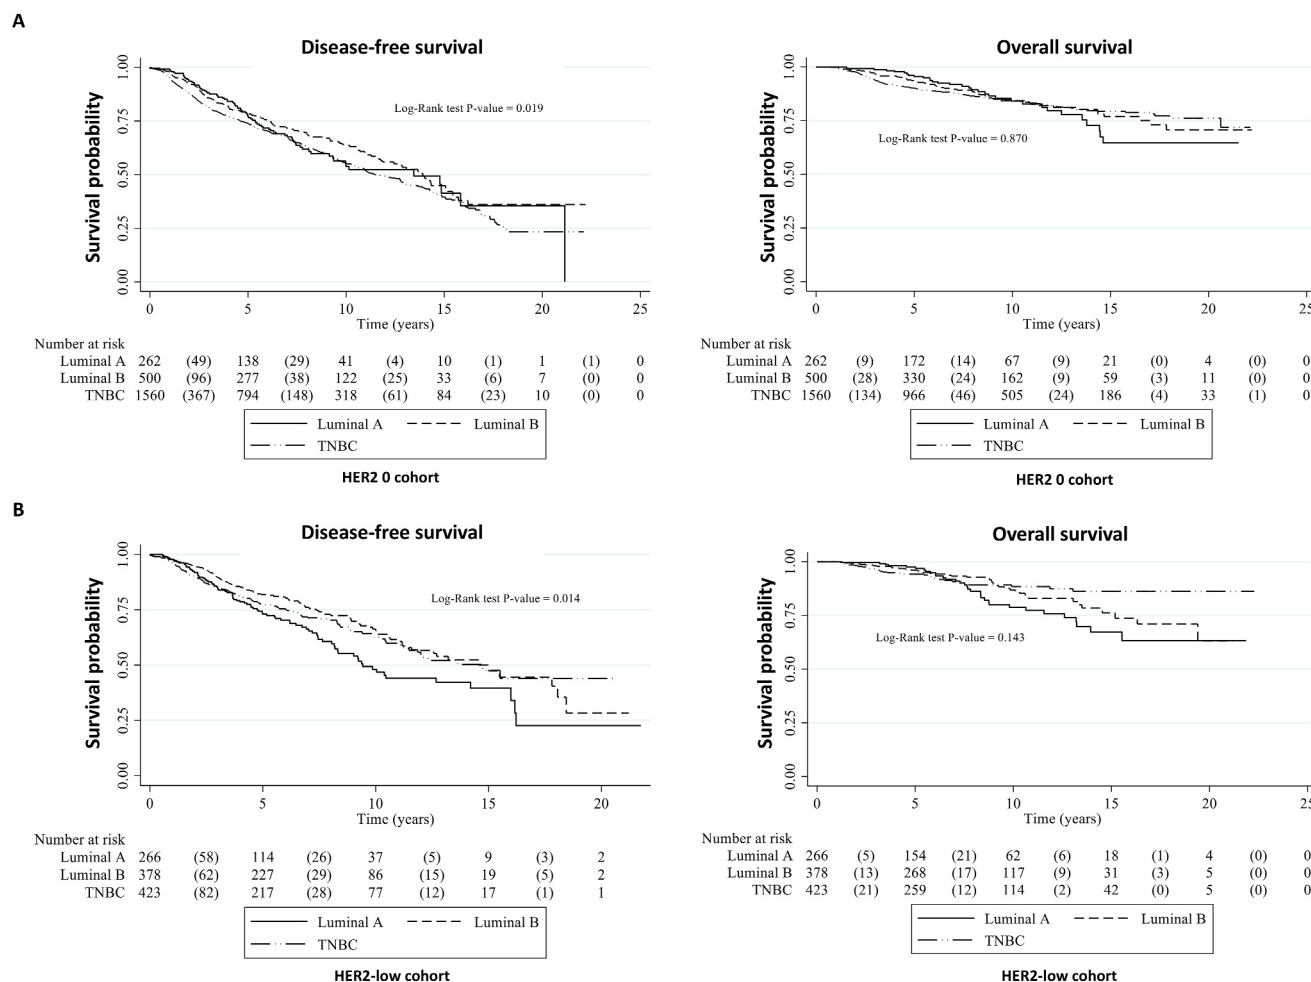 A
Disease-free survival
Survival probability
1.00
0.75
0.50
0.25
0.00
Log-Rank test P-value = 0.019
0 5 10 15 20 25
Time (years)
Number at risk
Luminal A 262 (49) 138 (29) 41 (4) 10 (1) 1 (1) 0
Luminal B 500 (96) 277 (38) 122 (25) 33 (6) 7 (0) 0
TNBC 1560 (367) 794 (148) 318 (61) 84 (23) 10 (0) 0
Luminal A Luminal B
TNBC
HER2 0 cohort
Overall survival
Survival probability
1.00
0.75
0.50
0.25
0.00
Log-Rank test P-value = 0.870
0 5 10 15 20 25
Time (years)
Number at risk
Luminal A 262 (9) 172 (14) 67 (9) 21 (0) 4 (0) 0
Luminal B 500 (28) 330 (24) 162 (9) 59 (3) 11 (0) 0
TNBC 1560 (134) 966 (46) 505 (24) 186 (4) 33 (1) 0
Luminal A Luminal B
TNBC
HER2 0 cohort
B
Disease-free survival
Survival probability
1.00
0.75
0.50
0.25
0.00
Log-Rank test P-value = 0.014
0 5 10 15 20
Time (years)
Number at risk
Luminal A 266 (58) 114 (26) 37 (5) 9 (3) 2
Luminal B 378 (62) 227 (29) 86 (15) 19 (5) 2
TNBC 423 (82) 217 (28) 77 (12) 17 (1) 1
Luminal A Luminal B
TNBC
HER2-low cohort
Overall survival
Survival probability
1.00
0.75
0.50
0.25
0.00
Log-Rank test P-value = 0.143
0 5 10 15 20 25
Time (years)
Number at risk
Luminal A 266 (5) 154 (21) 62 (6) 18 (1) 4 (0) 0
Luminal B 378 (13) 268 (17) 117 (9) 31 (3) 5 (0) 0
TNBC 423 (21) 259 (12) 114 (2) 42 (0) 5 (0) 0
Luminal A Luminal B
TNBC
HER2-low cohort